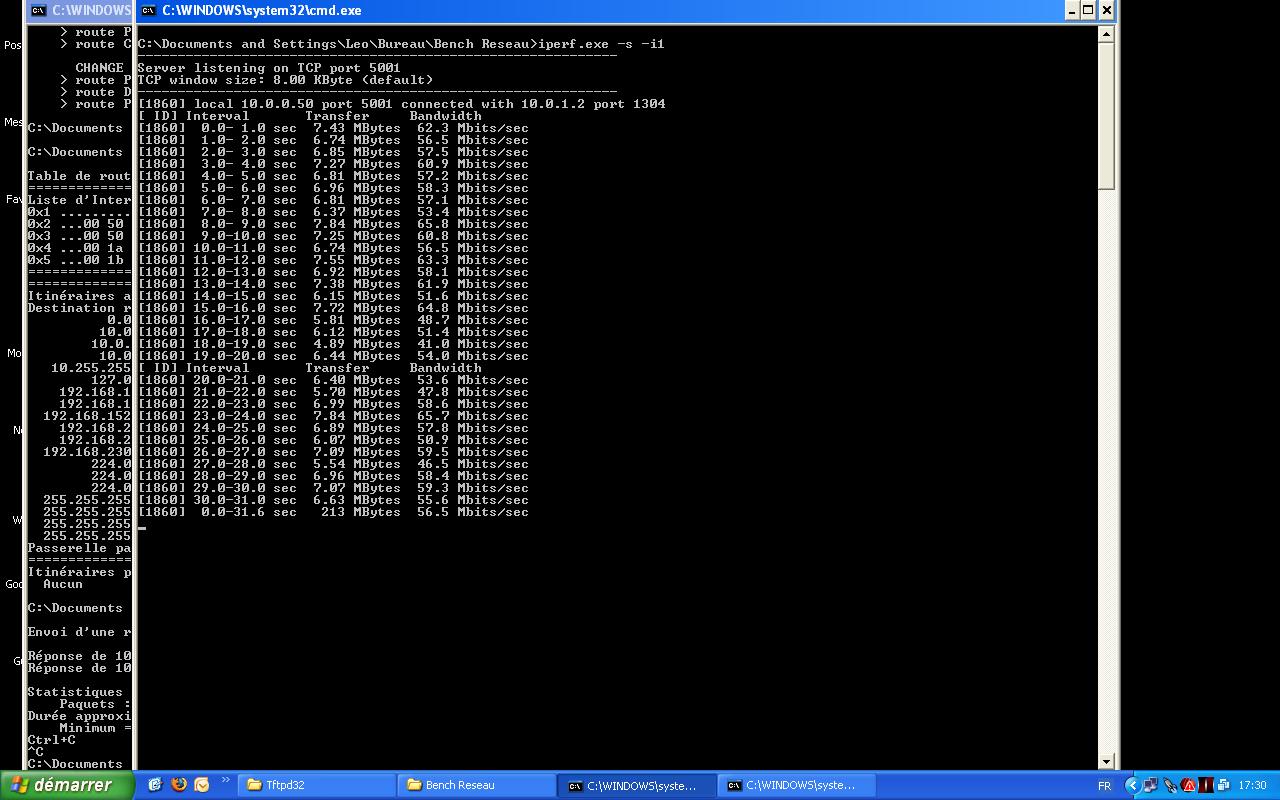 C:\WINDOWS
C:\WINDOWS\system32\cmd.exe
Pos
Mes
Fav
Mo
N
W
Goo
G
> route P
> route C
CHANGE
> route P
> route D
> route P
C:\Documents
C:\Documents
Table de rout
=============
Liste d'Inter
0x1 .........
0x2 ...00 50
0x3 ...00 50
0x4 ...00 1a
0x5 ...00 1b
=============
=============
Itinéraires a
Destination r
0.0
10.0
10.0.
10.0
10.255.255
127.0
192.168.1
192.168.1
192.168.152
192.168.2
192.168.2
192.168.230
224.0
224.0
224.0
255.255.255
255.255.255
255.255.255
255.255.255
Passerelle pa
=============
Itinéraires p
Aucun
C:\Documents
Envoi d'une r
Réponse de 10
Réponse de 10
Statistiques
Paquets :
Durée approxi
Minimum =
Ctrl+C
^C
C:\Documents
C:\Documents and Settings\Leo\Bureau\Bench Reseau>iperf.exe -s -i1
------------------------------------------------------------
Server listening on TCP port 5001
TCP window size: 8.00 KByte (default)
------------------------------------------------------------
[1860] local 10.0.0.50 port 5001 connected with 10.0.1.2 port 1304
[ ID] Interval       Transfer     Bandwidth
[1860]  0.0- 1.0 sec  7.43 MBytes  62.3 Mbits/sec
[1860]  1.0- 2.0 sec  6.74 MBytes  56.5 Mbits/sec
[1860]  2.0- 3.0 sec  6.85 MBytes  57.5 Mbits/sec
[1860]  3.0- 4.0 sec  7.27 MBytes  60.9 Mbits/sec
[1860]  4.0- 5.0 sec  6.81 MBytes  57.2 Mbits/sec
[1860]  5.0- 6.0 sec  6.96 MBytes  58.3 Mbits/sec
[1860]  6.0- 7.0 sec  6.81 MBytes  57.1 Mbits/sec
[1860]  7.0- 8.0 sec  6.37 MBytes  53.4 Mbits/sec
[1860]  8.0- 9.0 sec  7.84 MBytes  65.8 Mbits/sec
[1860]  9.0-10.0 sec  7.25 MBytes  60.8 Mbits/sec
[1860] 10.0-11.0 sec  6.74 MBytes  56.5 Mbits/sec
[1860] 11.0-12.0 sec  7.55 MBytes  63.3 Mbits/sec
[1860] 12.0-13.0 sec  6.92 MBytes  58.1 Mbits/sec
[1860] 13.0-14.0 sec  7.38 MBytes  61.9 Mbits/sec
[1860] 14.0-15.0 sec  6.15 MBytes  51.6 Mbits/sec
[1860] 15.0-16.0 sec  7.72 MBytes  64.8 Mbits/sec
[1860] 16.0-17.0 sec  5.81 MBytes  48.7 Mbits/sec
[1860] 17.0-18.0 sec  6.12 MBytes  51.4 Mbits/sec
[1860] 18.0-19.0 sec  4.89 MBytes  41.0 Mbits/sec
[1860] 19.0-20.0 sec  6.44 MBytes  54.0 Mbits/sec
[ ID] Interval       Transfer     Bandwidth
[1860] 20.0-21.0 sec  6.40 MBytes  53.6 Mbits/sec
[1860] 21.0-22.0 sec  5.70 MBytes  47.8 Mbits/sec
[1860] 22.0-23.0 sec  6.99 MBytes  58.6 Mbits/sec
[1860] 23.0-24.0 sec  7.84 MBytes  65.7 Mbits/sec
[1860] 24.0-25.0 sec  6.89 MBytes  57.8 Mbits/sec
[1860] 25.0-26.0 sec  6.07 MBytes  50.9 Mbits/sec
[1860] 26.0-27.0 sec  7.09 MBytes  59.5 Mbits/sec
[1860] 27.0-28.0 sec  5.54 MBytes  46.5 Mbits/sec
[1860] 28.0-29.0 sec  6.96 MBytes  58.4 Mbits/sec
[1860] 29.0-30.0 sec  7.07 MBytes  59.3 Mbits/sec
[1860] 30.0-31.0 sec  6.63 MBytes  55.6 Mbits/sec
[1860]  0.0-31.6 sec   213 MBytes  56.5 Mbits/sec
_
démarrer
Tftpd32
Bench Reseau
C:\WINDOWS\syste...
C:\WINDOWS\syste...
FR
17:30